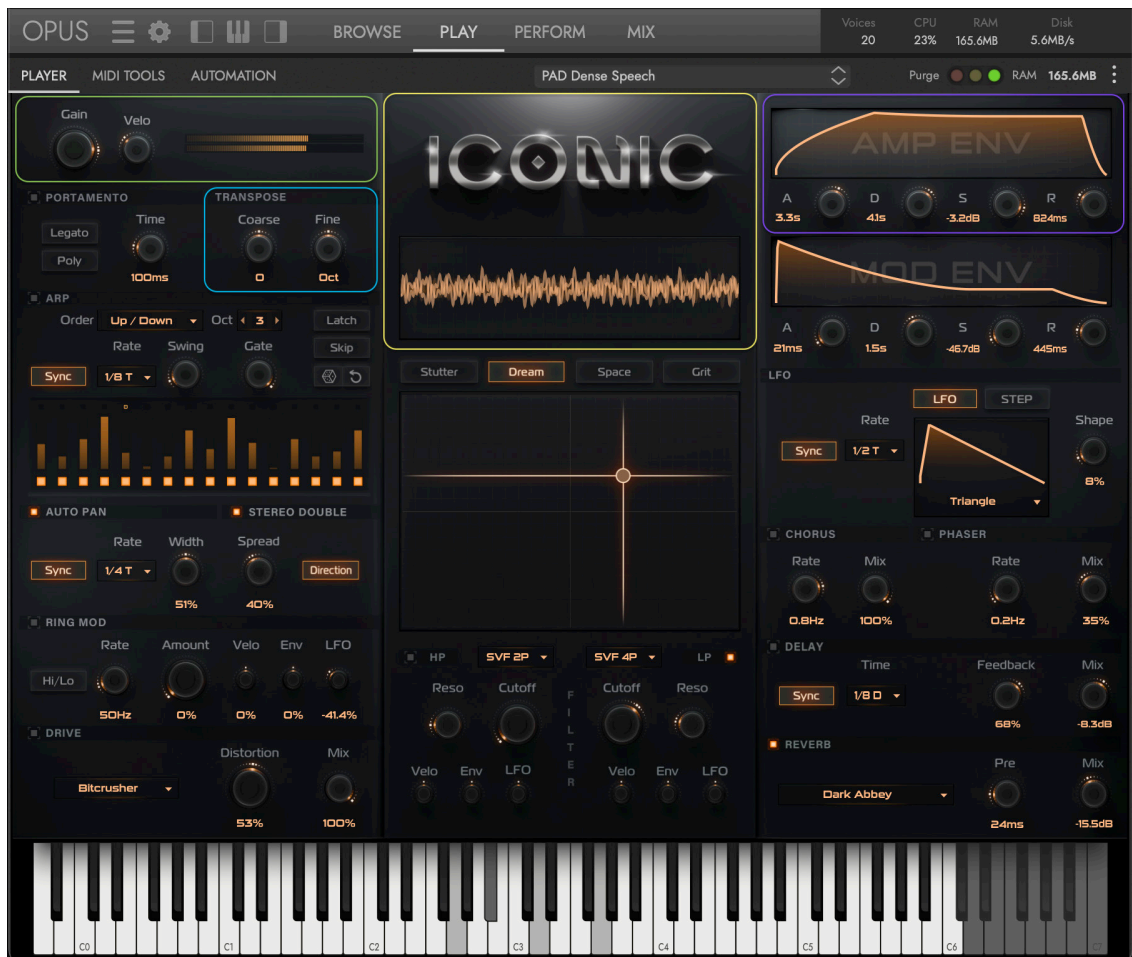 OPUS
BROWSE PLAY PERFORM MIX
Voices CPU RAM Disk
20 23% 165.6MB 5.6MB/s
PLAYER MIDI TOOLS AUTOMATION
PAD Dense Speech
Purge RAM 165.6MB
Gain Velo
PORTAMENTO
Legato
Poly
Time
100ms
TRANSPOSE
Coarse Fine
0 0ct
ARP
Order Up / Down Oct 3 Latch
Rate Swing Gate Skip
Sync 1/8 T
AUTO PAN STEREO DOUBLE
Rate Width Spread
Sync 1/4 T Direction
51% 40%
RING MOD
Rate Amount Velo Env LFO
Hi/Lo
50Hz 0% 0% 0% -41.4%
DRIVE
Distortion Mix
Bitcrusher
53% 100%
ICONIC
Stutter Dream Space Grit
HP SVF 2P SVF 4P LP
Reso Cutoff Cutoff Reso
FILTER
Velo Env LFO Velo Env LFO
AMP ENV
A D S R
3.3s 4.1s -3.2dB 824ms
MOD ENV
A D S R
21ms 1.5s -46.7dB 445ms
LFO
LFO STEP
Rate Shape
Sync 1/2 T
8%
Triangle
CHORUS PHASER
Rate Mix Rate Mix
0.8Hz 100% 0.2Hz 35%
DELAY
Time Feedback Mix
Sync 1/8 D
68% -8.3dB
REVERB
Pre Mix
Dark Abbey
24ms -15.5dB
C0 C1 C2 C3 C4 C5 C6 C7